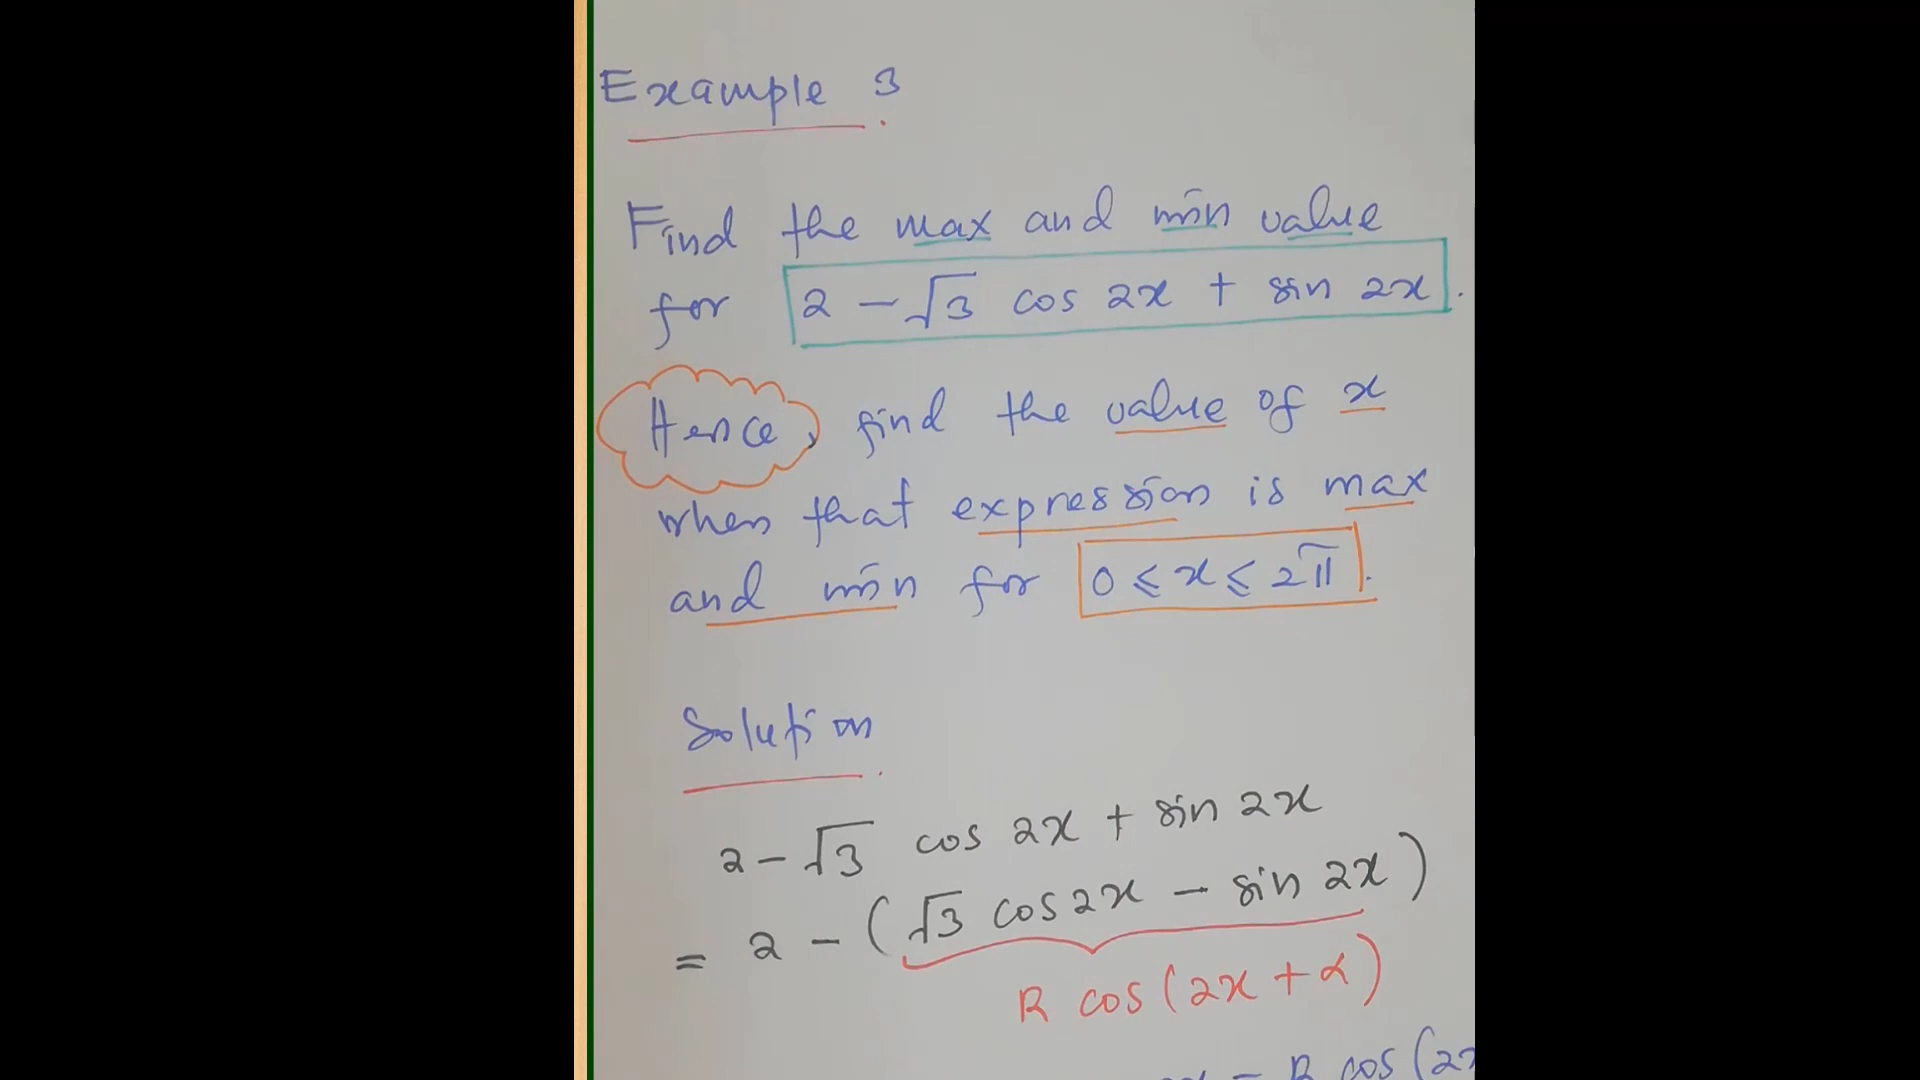 Example 3
Find the max and min value
for 2 - √3 cos 2x + sin 2x.
Hence, find the value of x
when that expression is max
and min for 0 ≤ x ≤ 2π.
Solution
2 - √3 cos 2x + sin 2x
= 2 - (√3 cos 2x - sin 2x)
R cos (2x + α)
= R cos (2x